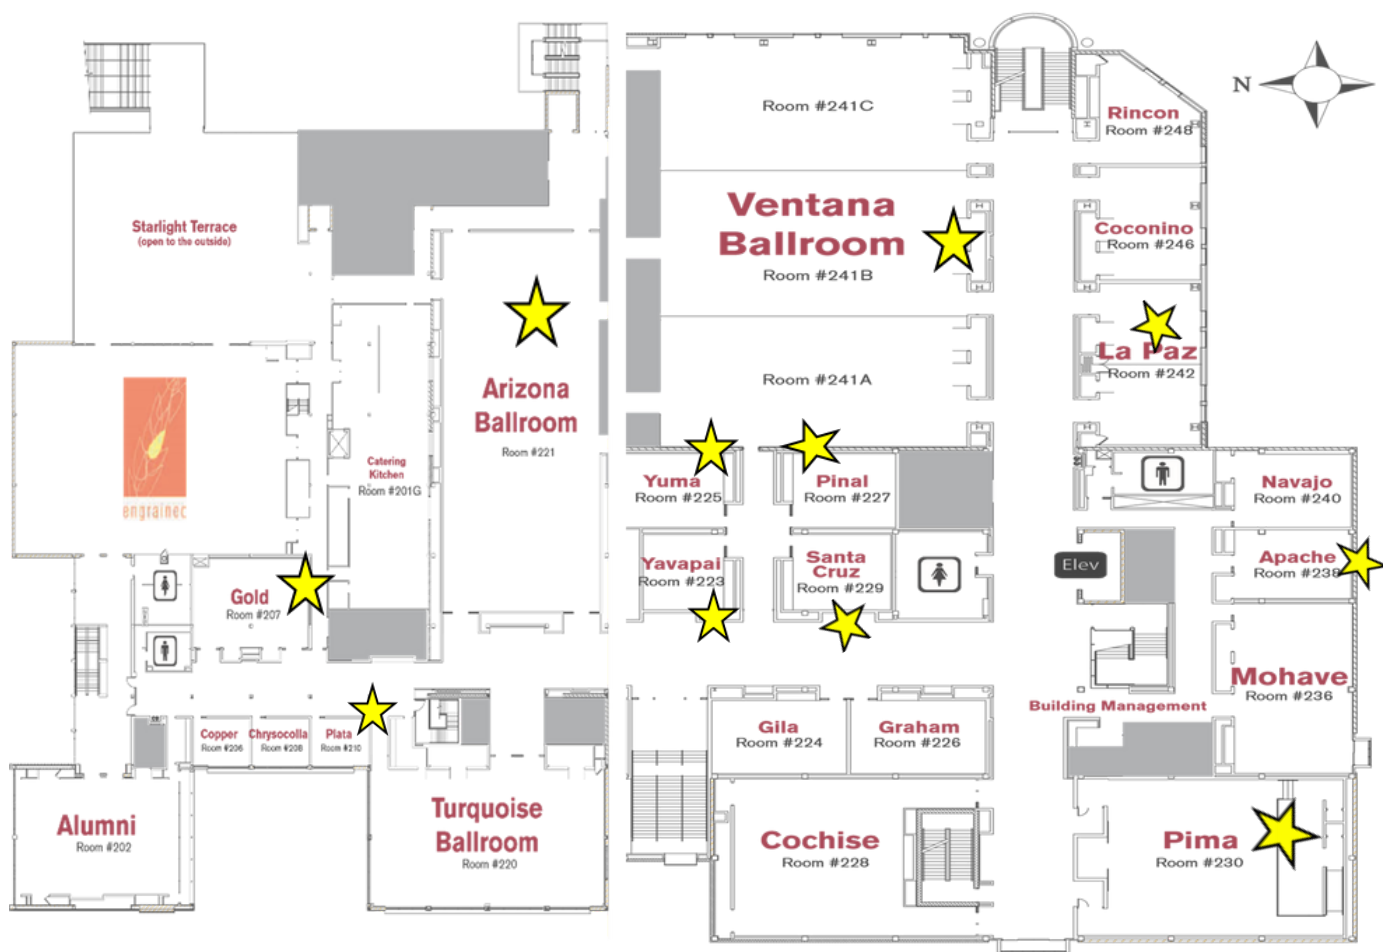 N
Room #241C
Rincon
Room #248
Ventana
Ballroom
Room #241B
Coconino
Room #246
Starlight Terrace
(open to the outside)
La Paz
Room #242
Room #241A
Arizona
Ballroom
Room #221
Catering
Kitchen
Room #201G
engrainec
Yuma
Room #225
Pinal
Room #227
Navajo
Room #240
Yavapai
Room #223
Santa
Cruz
Room #229
Elev
Apache
Room #238
Gold
Room #207
Mohave
Room #236
Building Management
Copper
Room #206
Chrysocolla
Room #208
Plata
Room #210
Gila
Room #224
Graham
Room #226
Alumni
Room #202
Turquoise
Ballroom
Room #220
Cochise
Room #228
Pima
Room #230